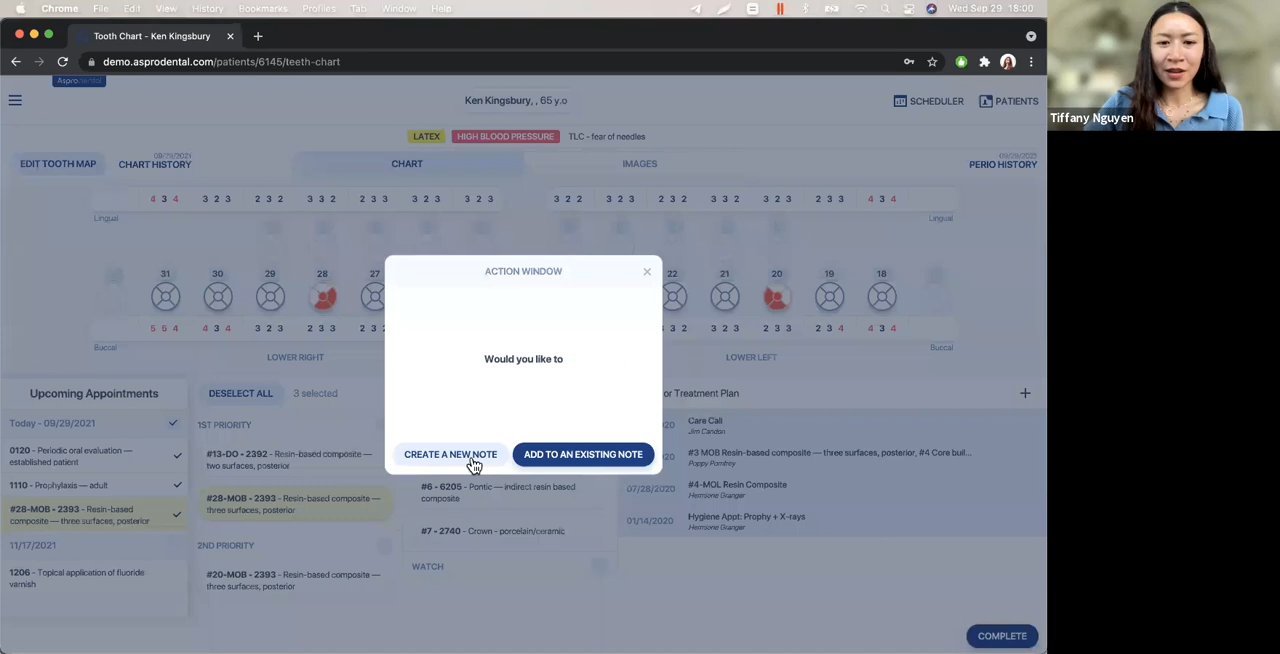 Chrome File Edit View History Bookmarks Profiles Tab Window Help Wed Sep 29 18:00
Tooth Chart - Ken Kingsbury
demo.asprodental.com/patients/6145/teeth-chart
Asprodental
Ken Kingsbury, , 65 y.o
SCHEDULER PATIENTS
LATEX HIGH BLOOD PRESSURE TLC - fear of needles
Tiffany Nguyen
09/29/2021 09/29/2021
EDIT TOOTH MAP CHART HISTORY CHART IMAGES PERIO HISTORY
4 3 4 3 2 3 2 3 2 3 3 2 2 3 3 3 2 3 3 2 3 3 2 2 3 2 3 2 3 2 3 3 2 3 2 3 2 3 3 4 3 4
Lingual Lingual
31 30 29 28 27 22 21 20 19 18
5 5 4 4 3 4 3 2 3 2 3 3 2 3 3 2 3 2 3 2 3 3 2 3 4 4 3 4
Buccal Buccal
LOWER RIGHT LOWER LEFT
ACTION WINDOW
Would you like to
CREATE A NEW NOTE ADD TO AN EXISTING NOTE
Upcoming Appointments
Today - 09/29/2021
0120 - Periodic oral evaluation —
established patient
1110 - Prophylaxis — adult
#28-MOB - 2393 - Resin-based
composite — three surfaces, posterior
11/17/2021
1206 - Topical application of fluoride
varnish
DESELECT ALL 3 selected
1ST PRIORITY
#13-DO - 2392 - Resin-based composite —
two surfaces, posterior
#28-MOB - 2393 - Resin-based composite —
three surfaces, posterior
2ND PRIORITY
#20-MOB - 2393 - Resin-based composite —
three surfaces, posterior
#6 - 6205 - Pontic — indirect resin based
composite
#7 - 2740 - Crown - porcelain/ceramic
WATCH
or Treatment Plan
Care Call
Jim Candon
#3 MOB Resin-based composite — three surfaces, posterior, #4 Core buil...
Poppy Pomfrey
07/28/2020 #4-MOL Resin Composite
Hermione Granger
01/14/2020 Hygiene Appt: Prophy + X-rays
Hermione Granger
COMPLETE